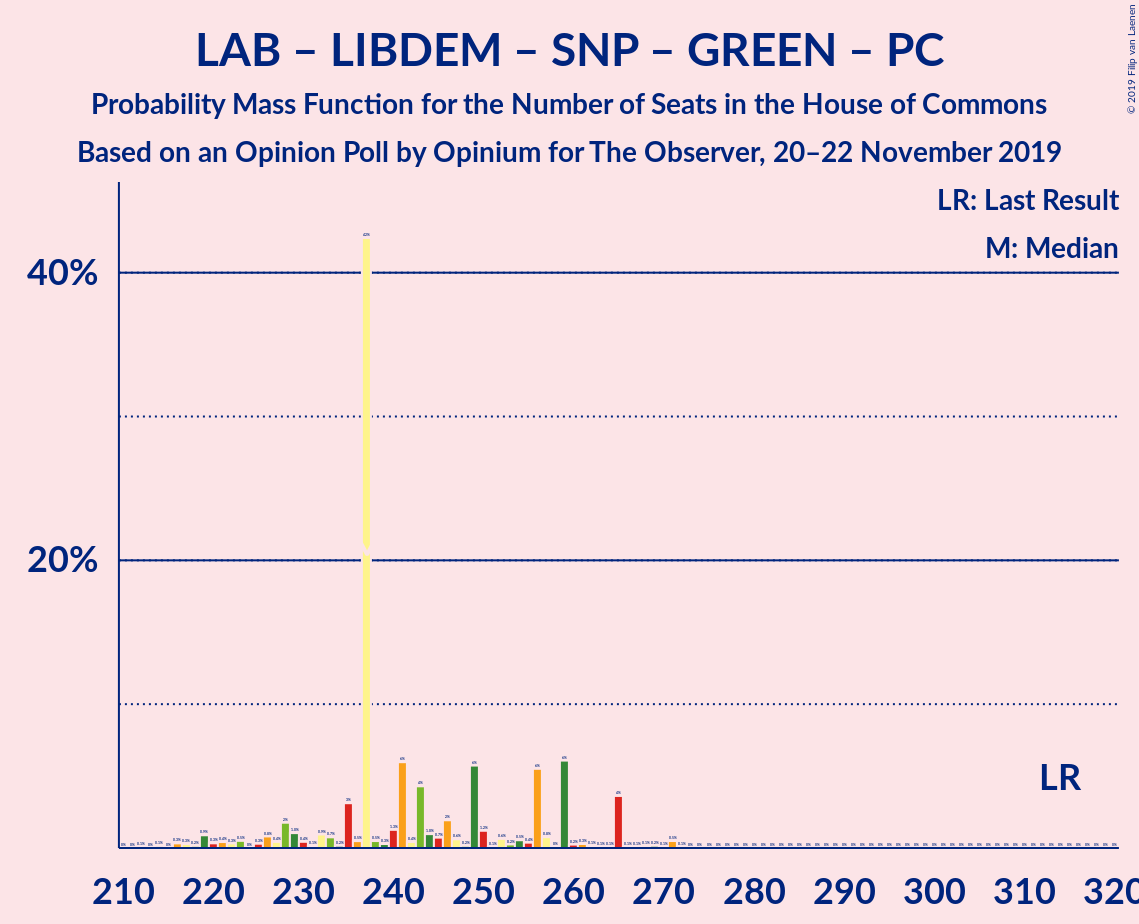 LAB – LIBDEM – SNP – GREEN – PC
Probability Mass Function for the Number of Seats in the House of Commons
Based on an Opinion Poll by Opinium for The Observer, 20–22 November 2019
© 2019 Filip van Laenen
LR: Last Result
M: Median
40%
20%
LR
210 220 230 240 250 260 270 280 290 300 310 320